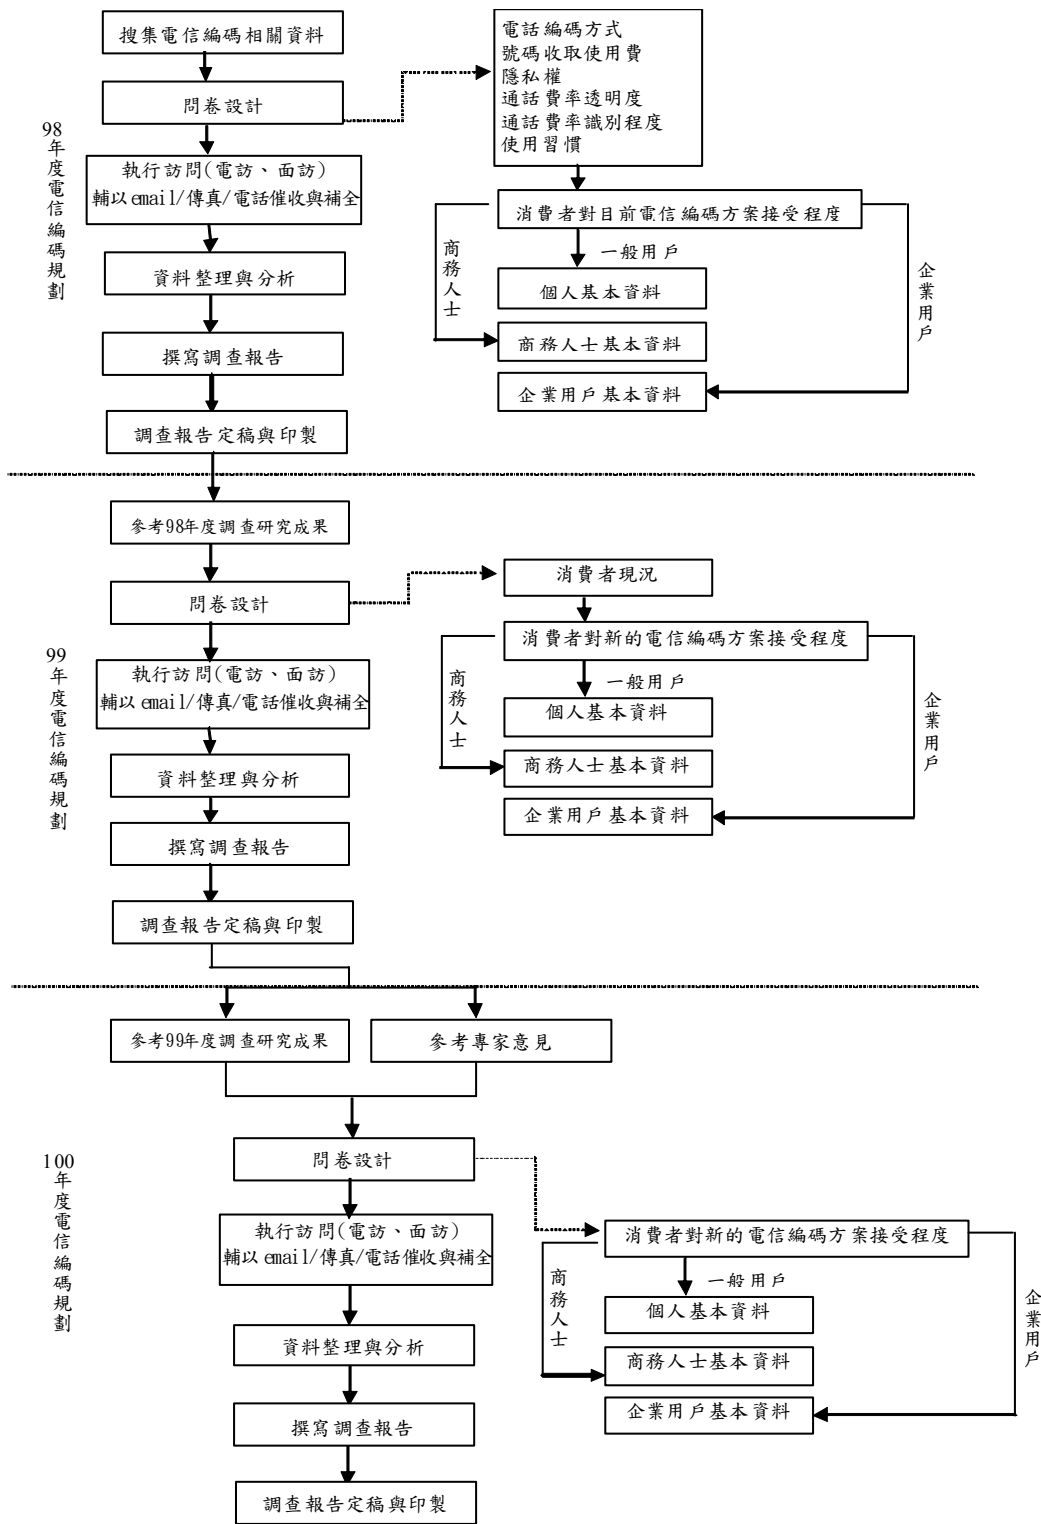 98
年度電信編碼規劃
搜集電信編碼相關資料
問卷設計
執行訪問(電訪、面訪)
輔以email/傳真/電話催收與補全
資料整理與分析
撰寫調查報告
調查報告定稿與印製
電話編碼方式
號碼收取使用費
隱私權
通話費率透明度
通話費率識別程度
使用習慣
消費者對目前電信編碼方案接受程度
商務人士
一般用戶
企業用戶
個人基本資料
商務人士基本資料
企業用戶基本資料
99
年度電信編碼規劃
參考98年度調查研究成果
問卷設計
執行訪問(電訪、面訪)
輔以email/傳真/電話催收與補全
資料整理與分析
撰寫調查報告
調查報告定稿與印製
消費者現況
消費者對新的電信編碼方案接受程度
商務人士
一般用戶
企業用戶
個人基本資料
商務人士基本資料
企業用戶基本資料
100
年度電信編碼規劃
參考99年度調查研究成果
參考專家意見
問卷設計
執行訪問(電訪、面訪)
輔以email/傳真/電話催收與補全
資料整理與分析
撰寫調查報告
調查報告定稿與印製
消費者對新的電信編碼方案接受程度
商務人士
一般用戶
企業用戶
個人基本資料
商務人士基本資料
企業用戶基本資料